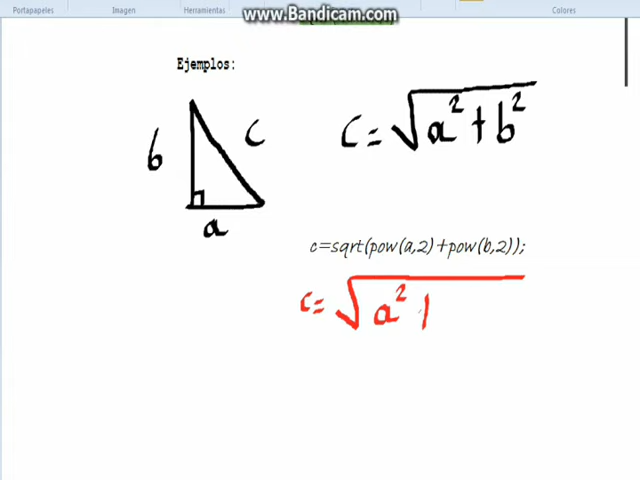 Portapapeles Imagen Herramientas Colores
www.Bandicam.com
Ejemplos:
b c
a
c=√a²+b²
c=sqrt(pow(a,2)+pow(b,2));
c=√a²+